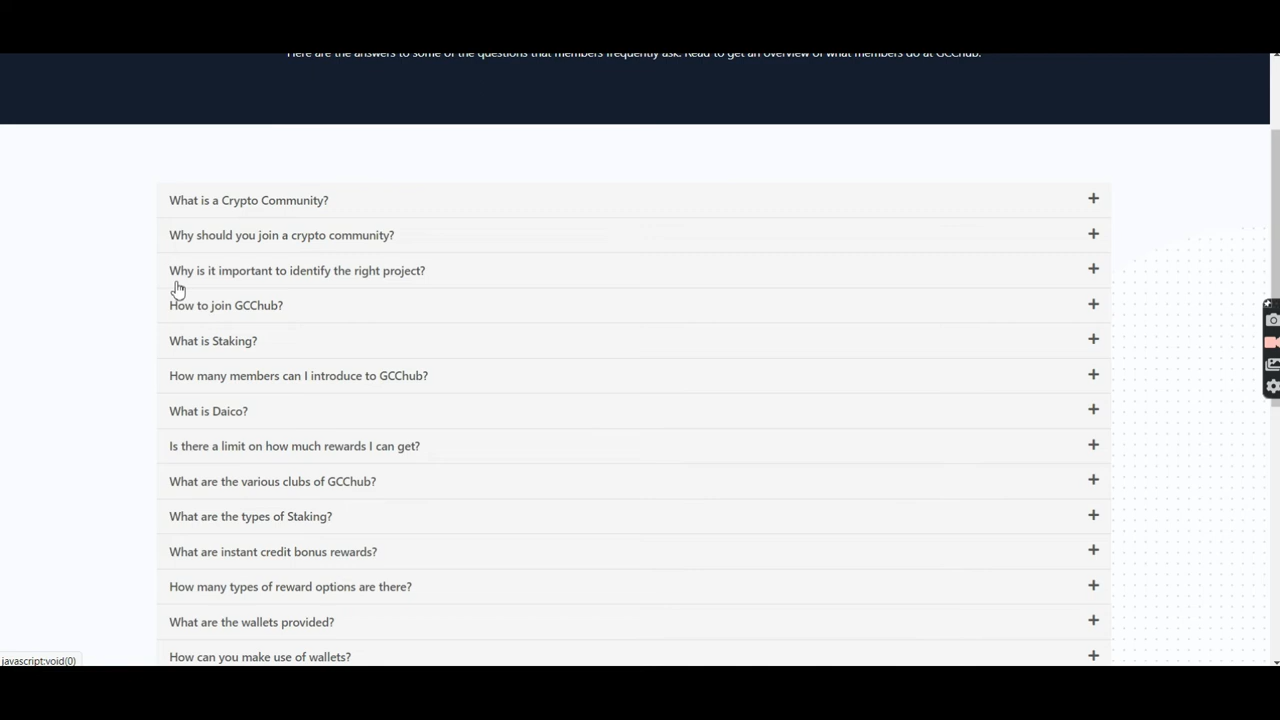 Here are the answers to some of the questions that members frequently ask. Read to get an overview of what members do at GCChub.
What is a Crypto Community?
Why should you join a crypto community?
Why is it important to identify the right project?
How to join GCChub?
What is Staking?
How many members can I introduce to GCChub?
What is Daico?
Is there a limit on how much rewards I can get?
What are the various clubs of GCChub?
What are the types of Staking?
What are instant credit bonus rewards?
How many types of reward options are there?
What are the wallets provided?
How can you make use of wallets?
javascript:void(0)